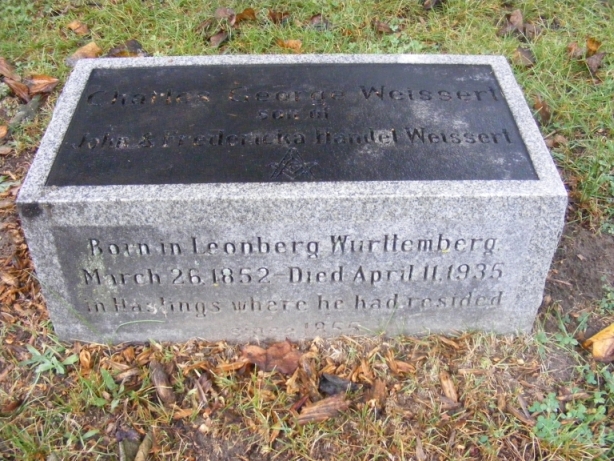 Charles George Weissert
son of
John & Fredericka Handel Weissert
Born in Leonberg Wurttemberg
March 26, 1852 - Died April 11, 1935
in Hastings where he had resided